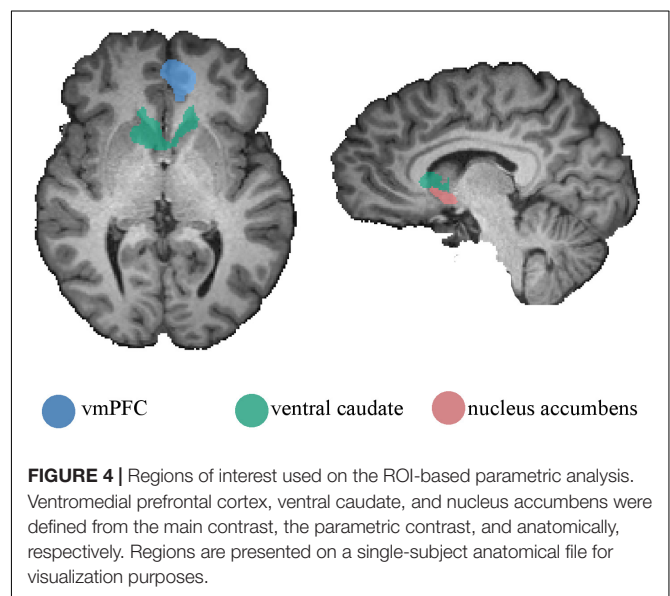 vmPFC ventral caudate nucleus accumbens
FIGURE 4 | Regions of interest used on the ROI-based parametric analysis.
Ventromedial prefrontal cortex, ventral caudate, and nucleus accumbens were
defined from the main contrast, the parametric contrast, and anatomically,
respectively. Regions are presented on a single-subject anatomical file for
visualization purposes.